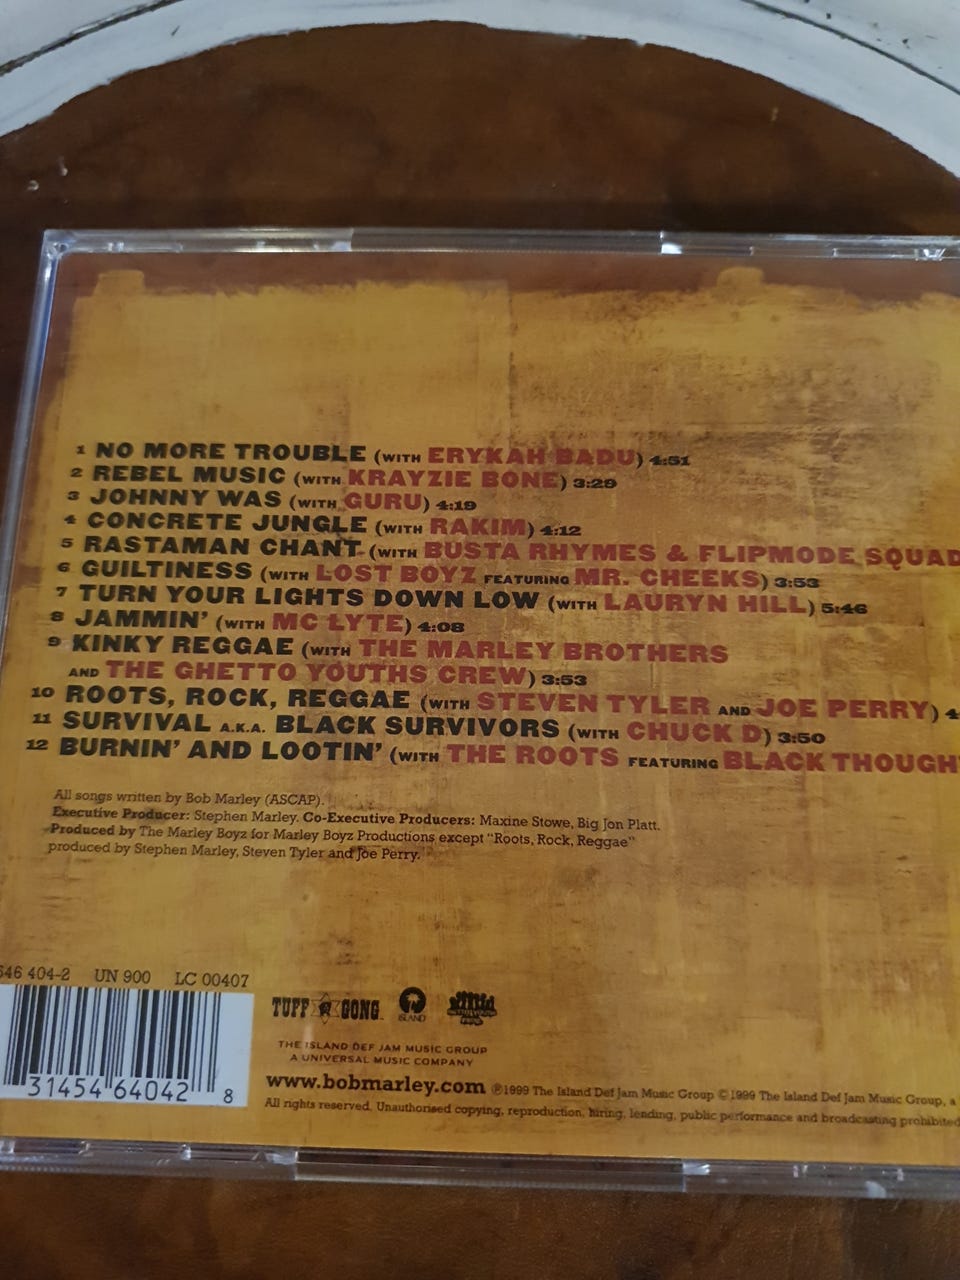 1 NO MORE TROUBLE (WITH ERYKAH BADU) 4:51
2 REBEL MUSIC (WITH KRAYZIE BONE) 3:29
3 JOHNNY WAS (WITH GURU) 4:19
4 CONCRETE JUNGLE (WITH RAKIM) 4:12
5 RASTAMAN CHANT (WITH BUSTA RHYMES & FLIPMODE SQUAD
6 GUILTINESS (WITH LOST BOYZ FEATURING MR. CHEEKS) 3:53
7 TURN YOUR LIGHTS DOWN LOW (WITH LAURYN HILL) 5:46
8 JAMMIN' (WITH MC LYTE) 4:08
9 KINKY REGGAE (WITH THE MARLEY BROTHERS
AND THE GHETTO YOUTHS CREW) 3:53
10 ROOTS, ROCK, REGGAE (WITH STEVEN TYLER AND JOE PERRY) 4
11 SURVIVAL A.K.A. BLACK SURVIVORS (WITH CHUCK D) 3:50
12 BURNIN' AND LOOTIN' (WITH THE ROOTS FEATURING BLACK THOUGH
All songs written by Bob Marley (ASCAP).
Executive Producer: Stephen Marley. Co-Executive Producers: Maxine Stowe, Big Jon Platt.
Produced by The Marley Boyz for Marley Boyz Productions except "Roots, Rock, Reggae"
produced by Stephen Marley, Steven Tyler and Joe Perry.
546 404-2 UN 900 LC 00407
31454 64042 8
TUFF GONG
ISLAND
THE ISLAND DEF JAM MUSIC GROUP
A UNIVERSAL MUSIC COMPANY
www.bobmarley.com ℗1999 The Island Def Jam Music Group ©1999 The Island Def Jam Music Group, a
All rights reserved. Unauthorised copying, reproduction, hiring, lending, public performance and broadcasting prohibited